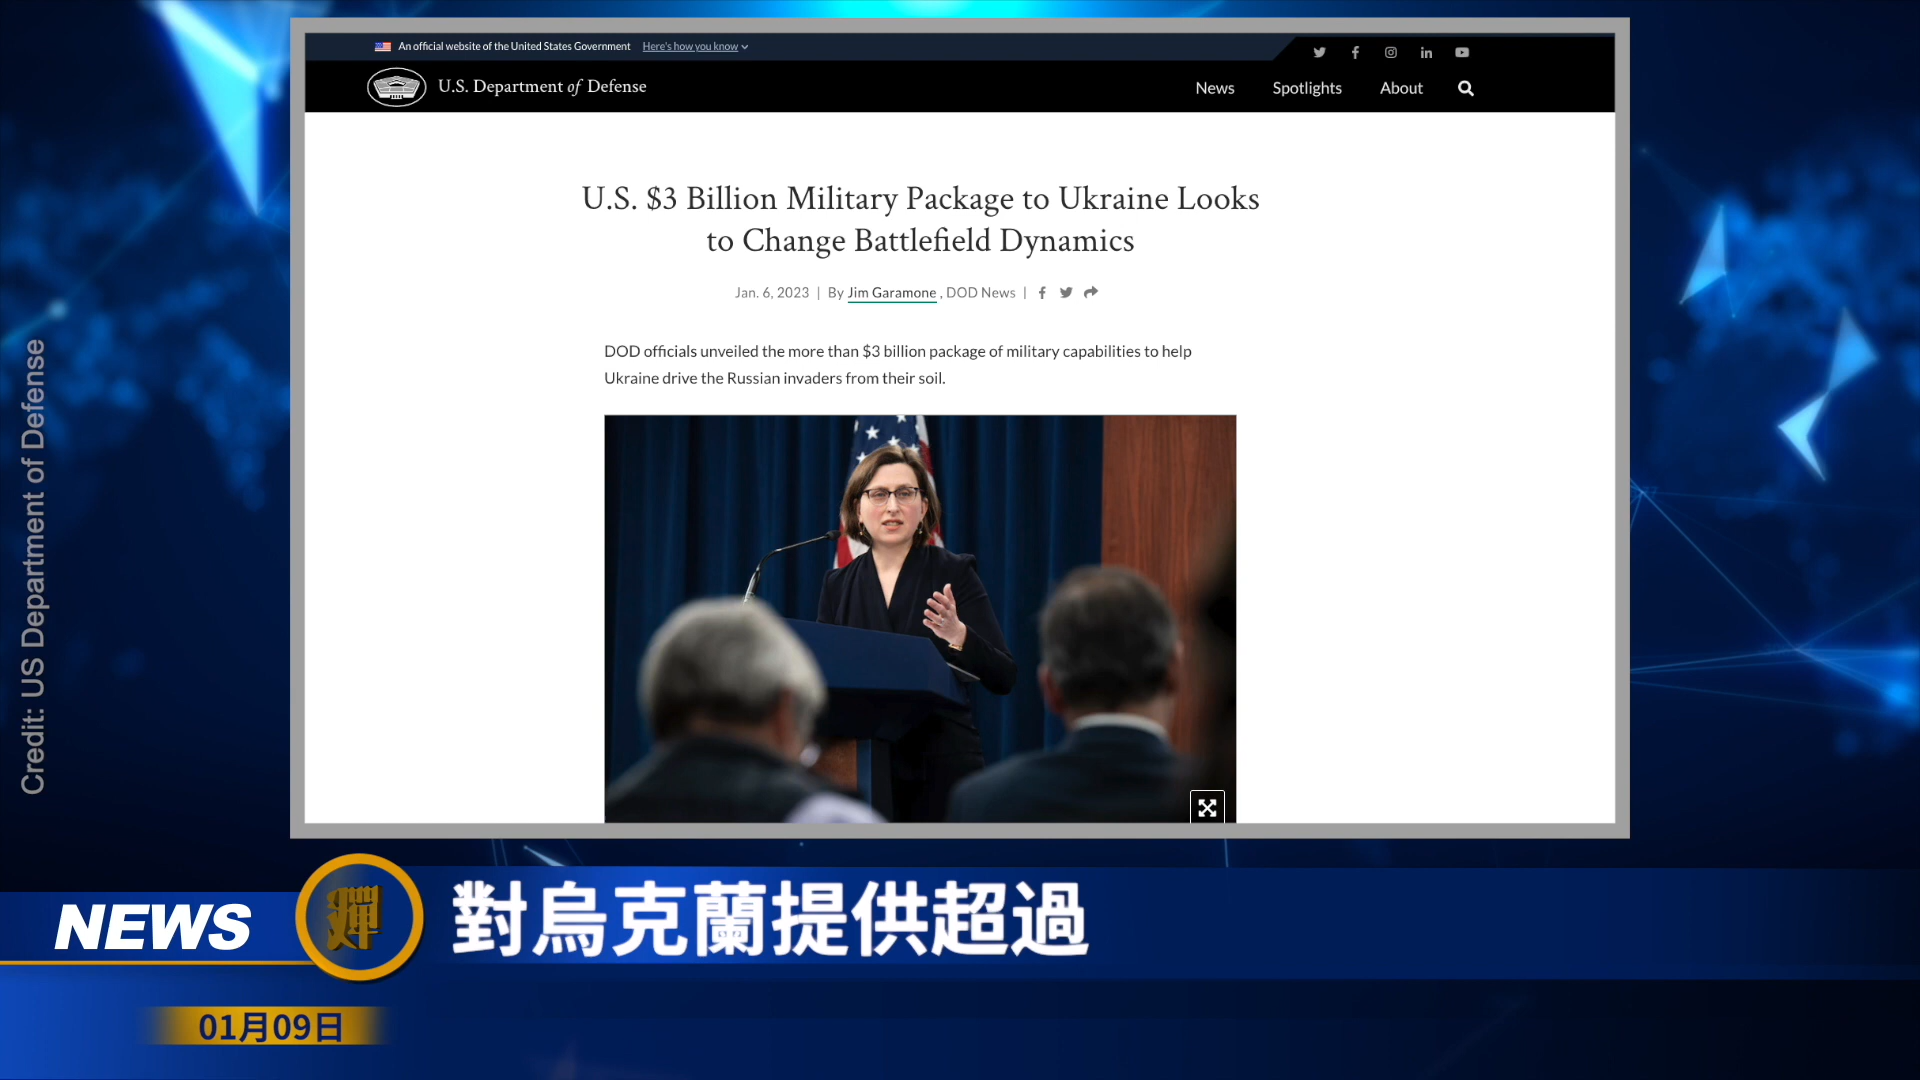 An official website of the United States Government Here's how you know
U.S. Department of Defense
News Spotlights About
U.S. $3 Billion Military Package to Ukraine Looks
to Change Battlefield Dynamics
Jan. 6, 2023 | By Jim Garamone , DOD News |
DOD officials unveiled the more than $3 billion package of military capabilities to help
Ukraine drive the Russian invaders from their soil.
Credit: US Department of Defense
NEWS
對烏克蘭提供超過
01月09日